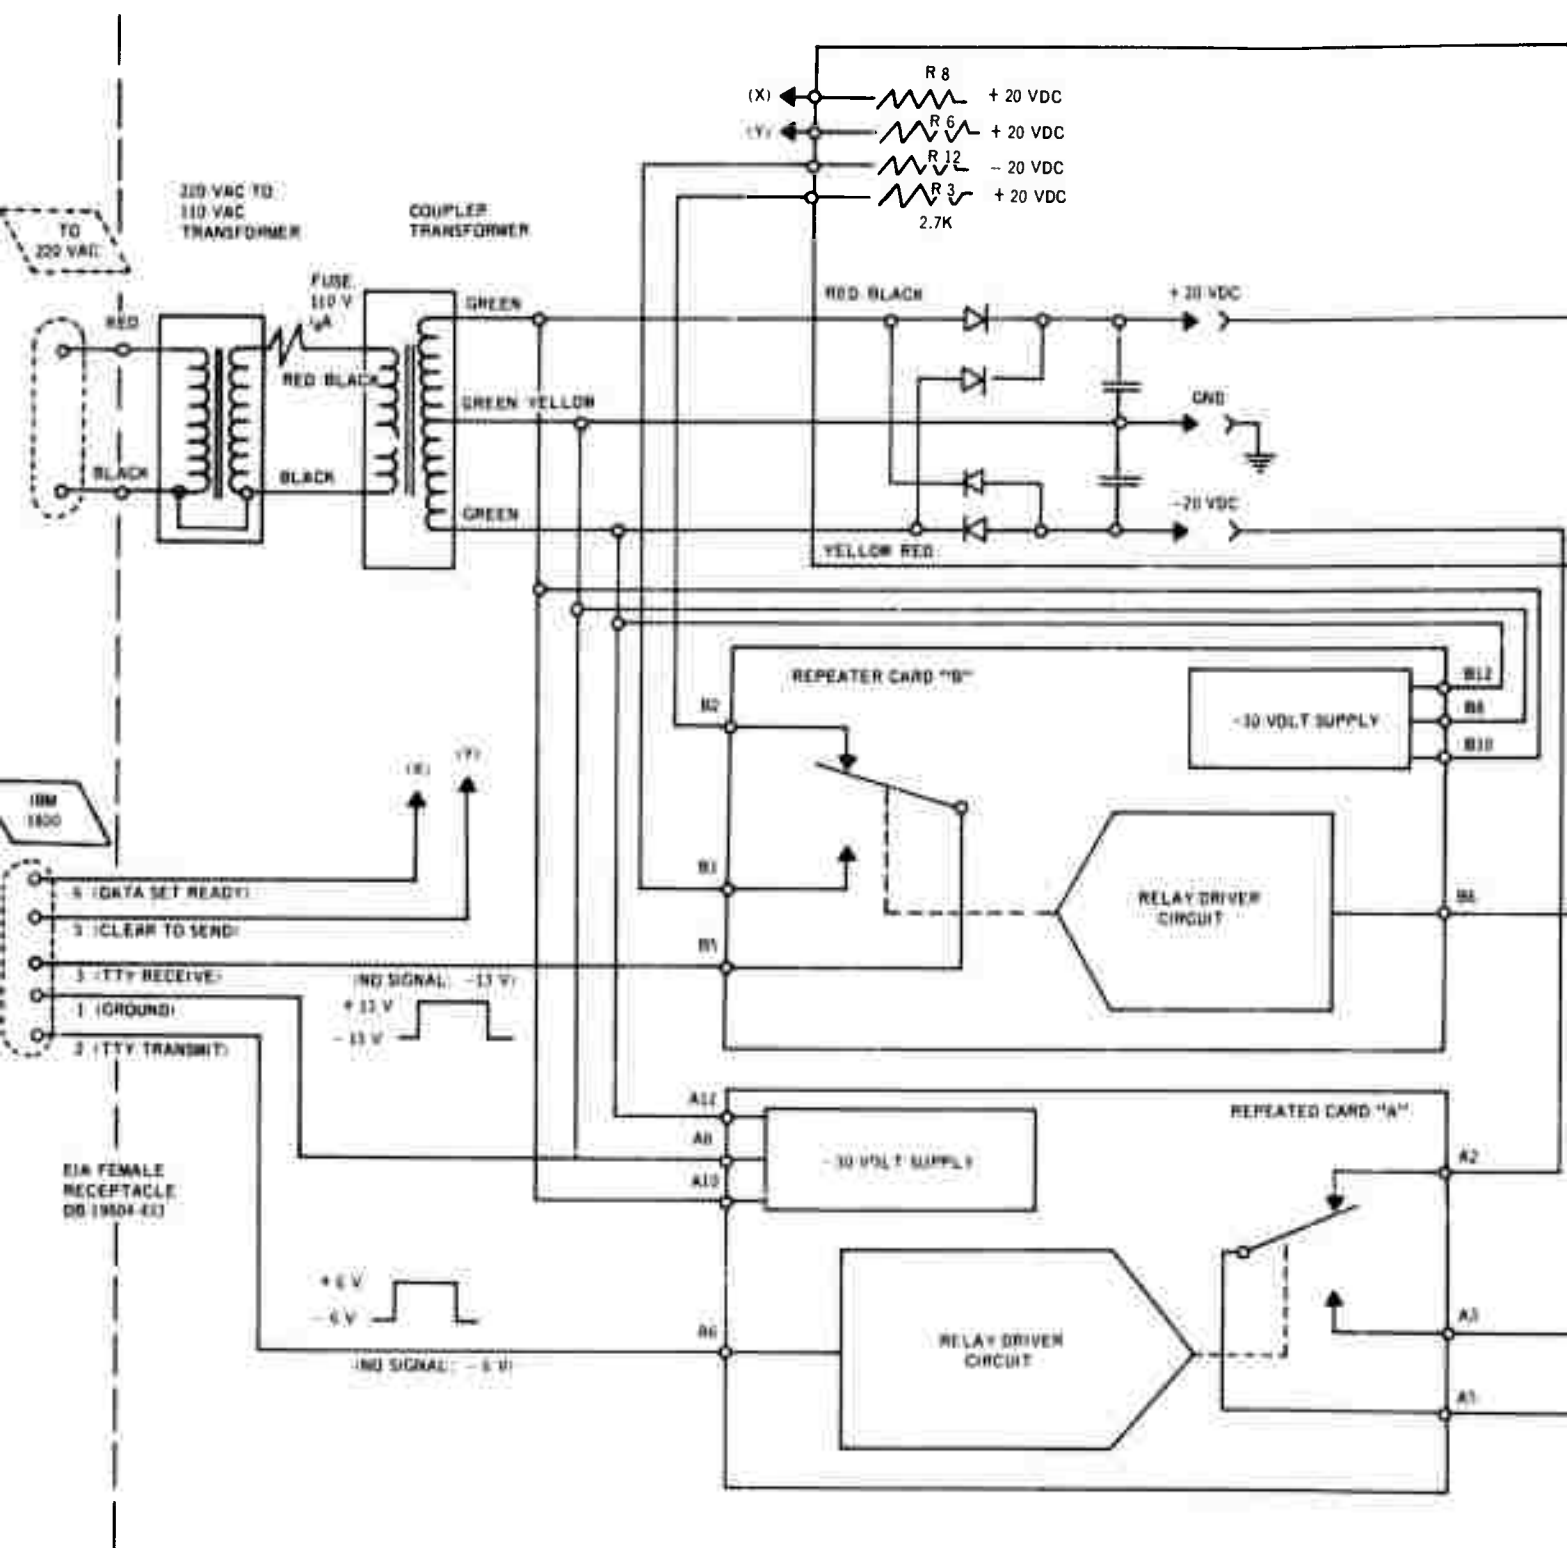 R 8
(X) + 20 VDC
(Y) R 6 + 20 VDC
R 12 - 20 VDC
R 3 + 20 VDC
2.7K
220 VAC TO
110 VAC
TRANSFORMER
COUPLER
TRANSFORMER
TO
220 VAC
FUSE
110 V
RED
GREEN
RED BLACK
+ 20 VDC
RED BLACK
GREEN YELLOW
GND
BLACK
BLACK
GREEN
-20 VDC
YELLOW RED
REPEATER CARD "B"
B12
B2
-30 VOLT SUPPLY
B8
B10
(X)
(Y)
IBM
1800
B3
RELAY DRIVER
CIRCUIT
B6
6 (DATA SET READY)
5 (CLEAR TO SEND)
B5
3 (TTY RECEIVE)
(NO SIGNAL: -13 V)
+ 13 V
1 (GROUND)
- 13 V
2 (TTY TRANSMIT)
A12
REPEATED CARD "A"
A8
-30 VOLT SUPPLY
A2
A10
EIA FEMALE
RECEPTACLE
+ 6 V
- 6 V
A3
RELAY DRIVER
CIRCUIT
(NO SIGNAL: - 6 V)
A5